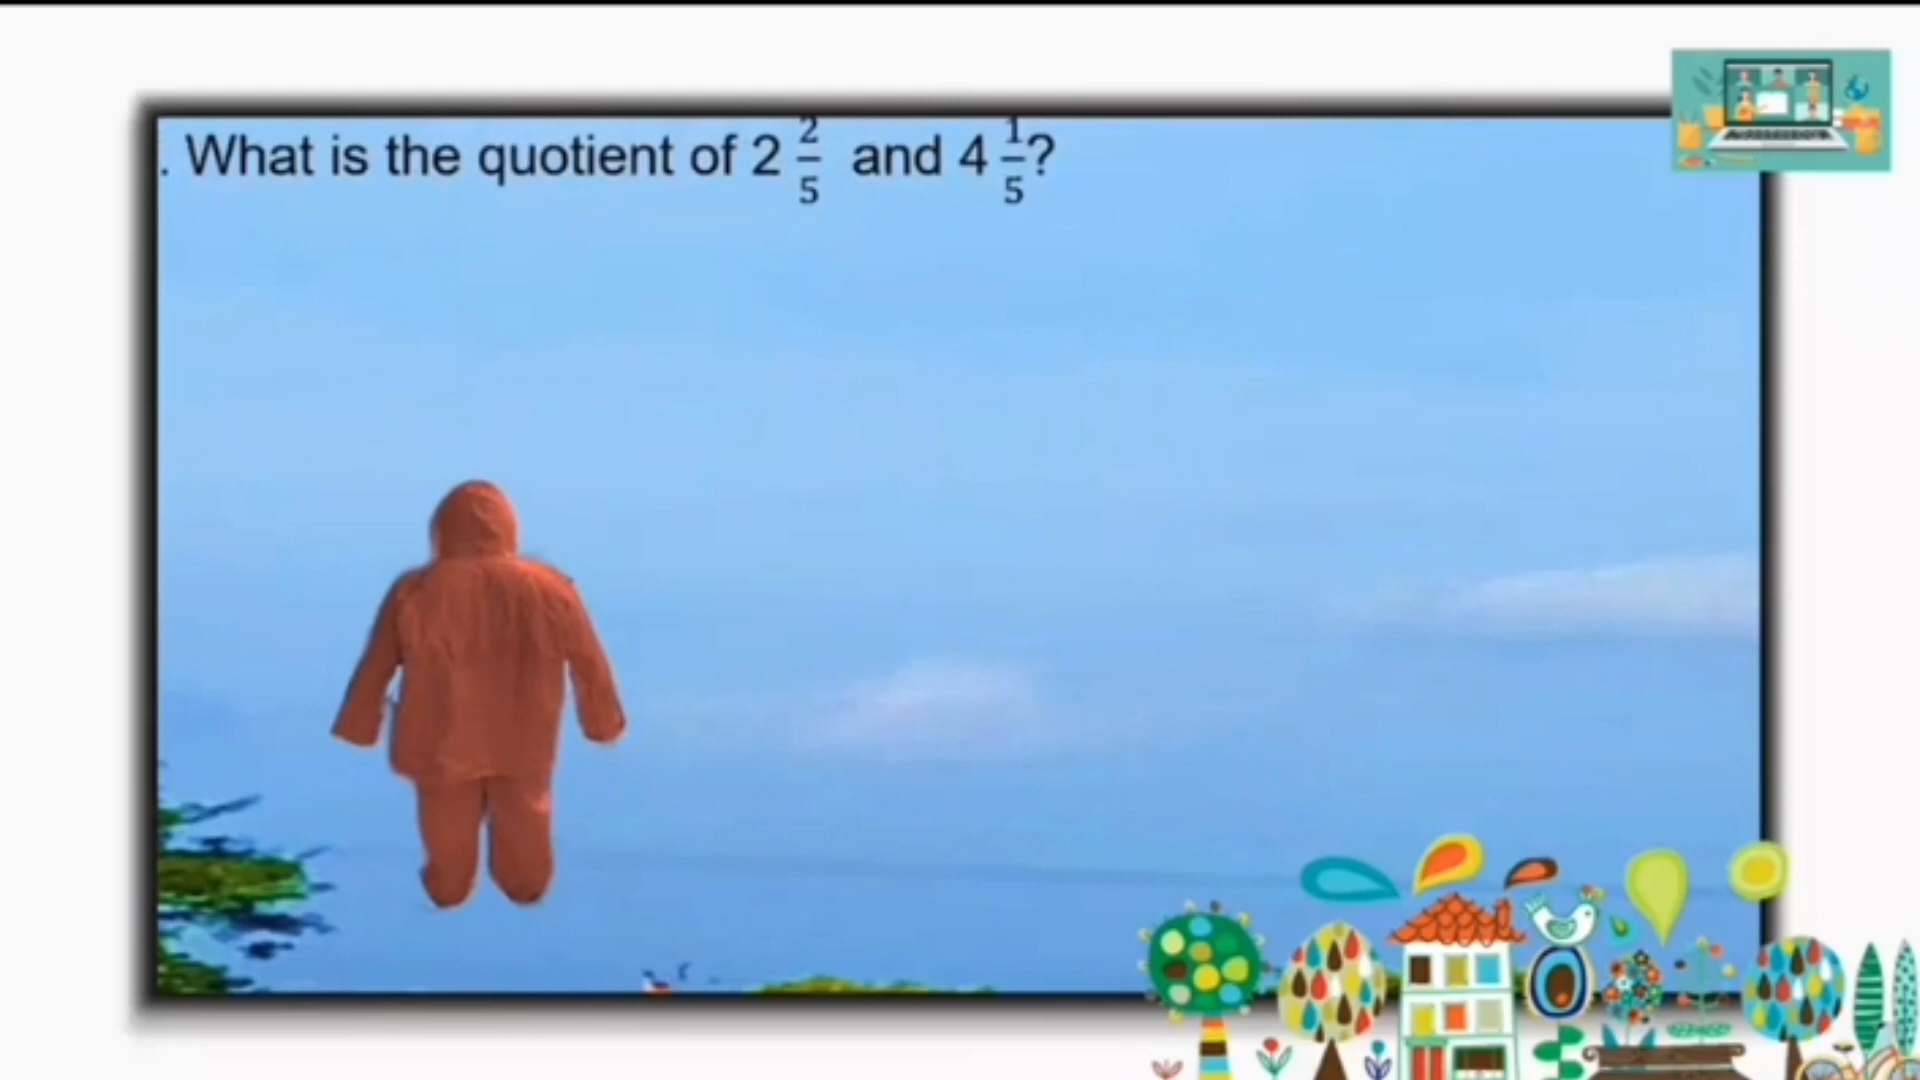 . What is the quotient of 2 2/5 and 4 1/5?